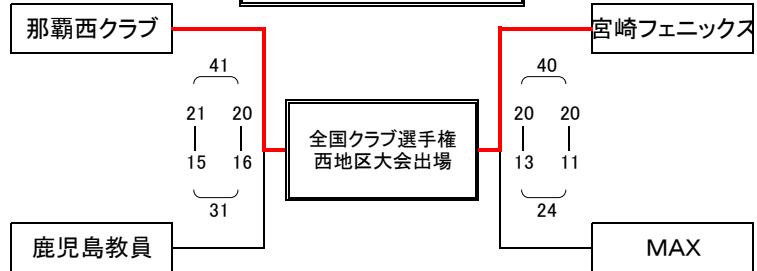 那覇西クラブ
宮崎フェニックス
41
40
21 20
20 20
全国クラブ選手権
西地区大会出場
15 16
13 11
31
24
鹿児島教員
MAX